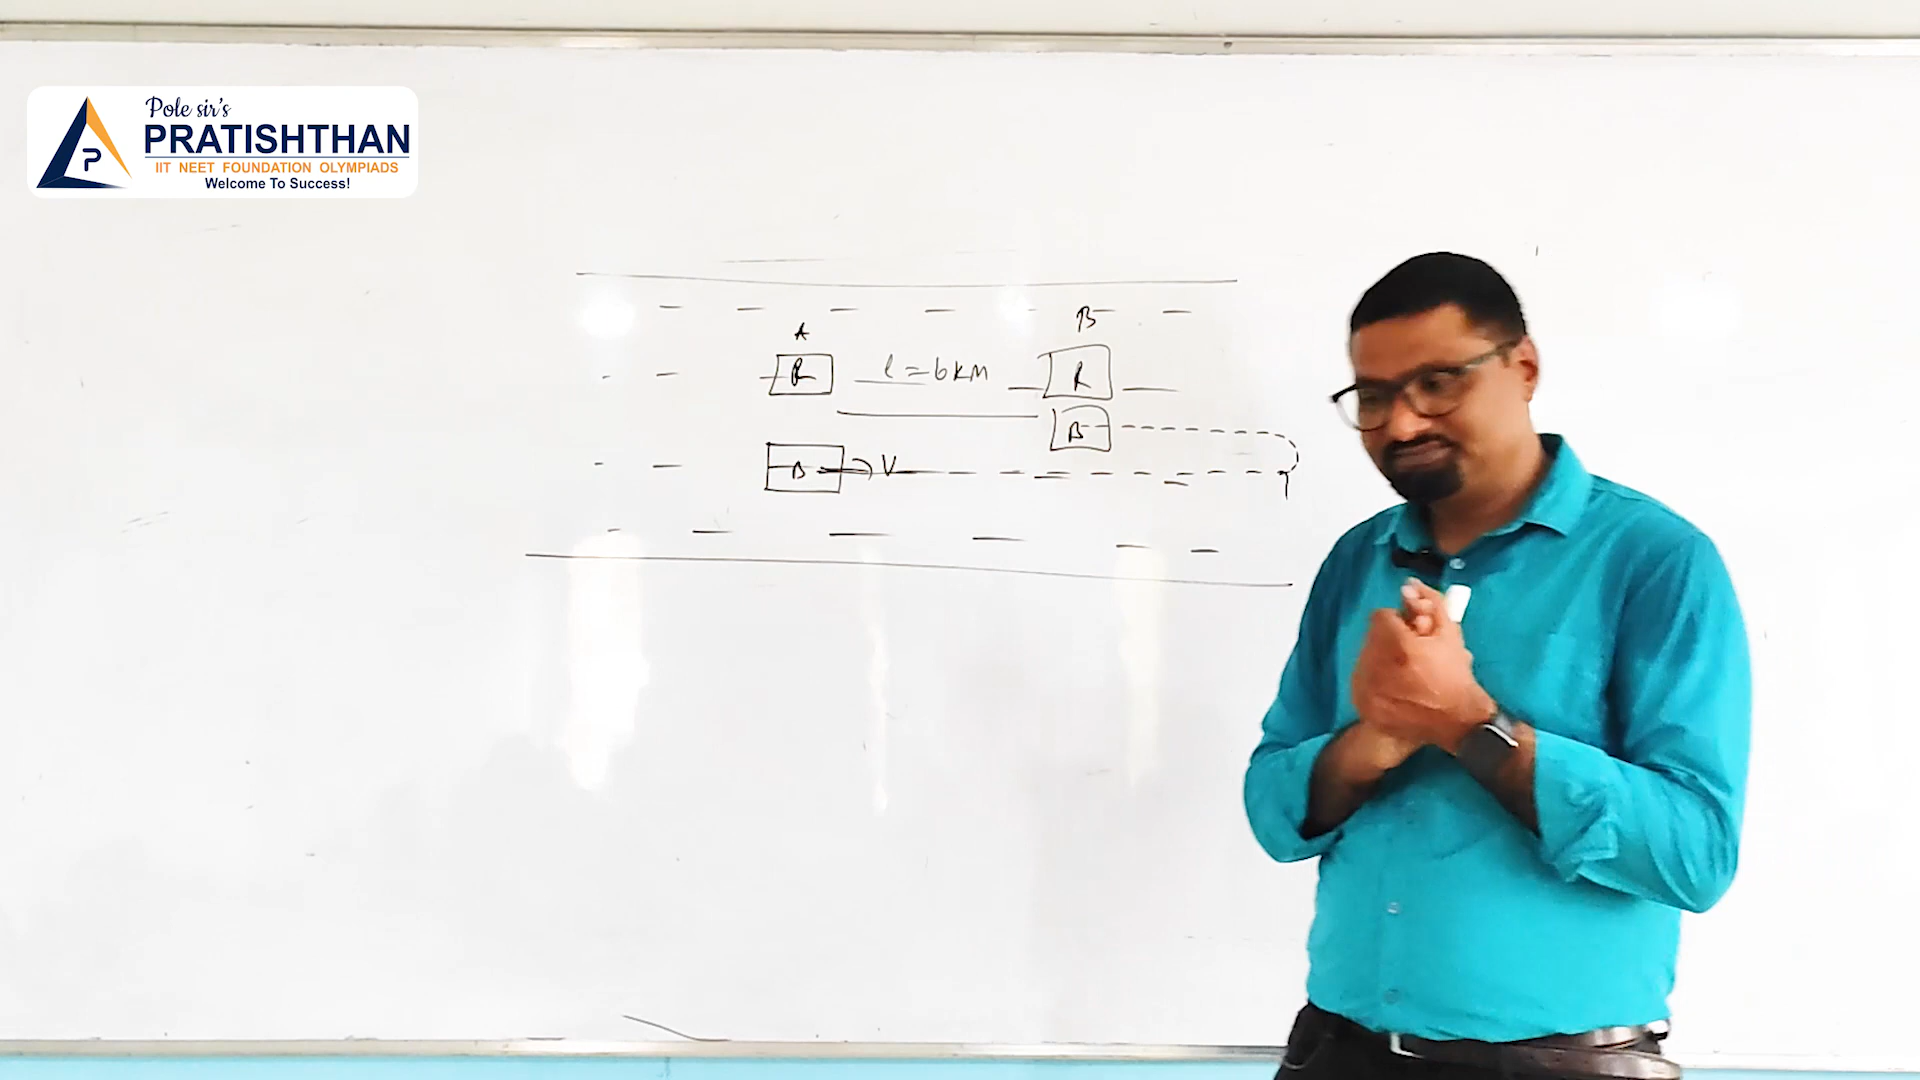 Pole sir's
PRATISHTHAN
IIT NEET FOUNDATION OLYMPIADS
Welcome To Success!
P
A
B
R
l = 6 KM
R
B
B
V